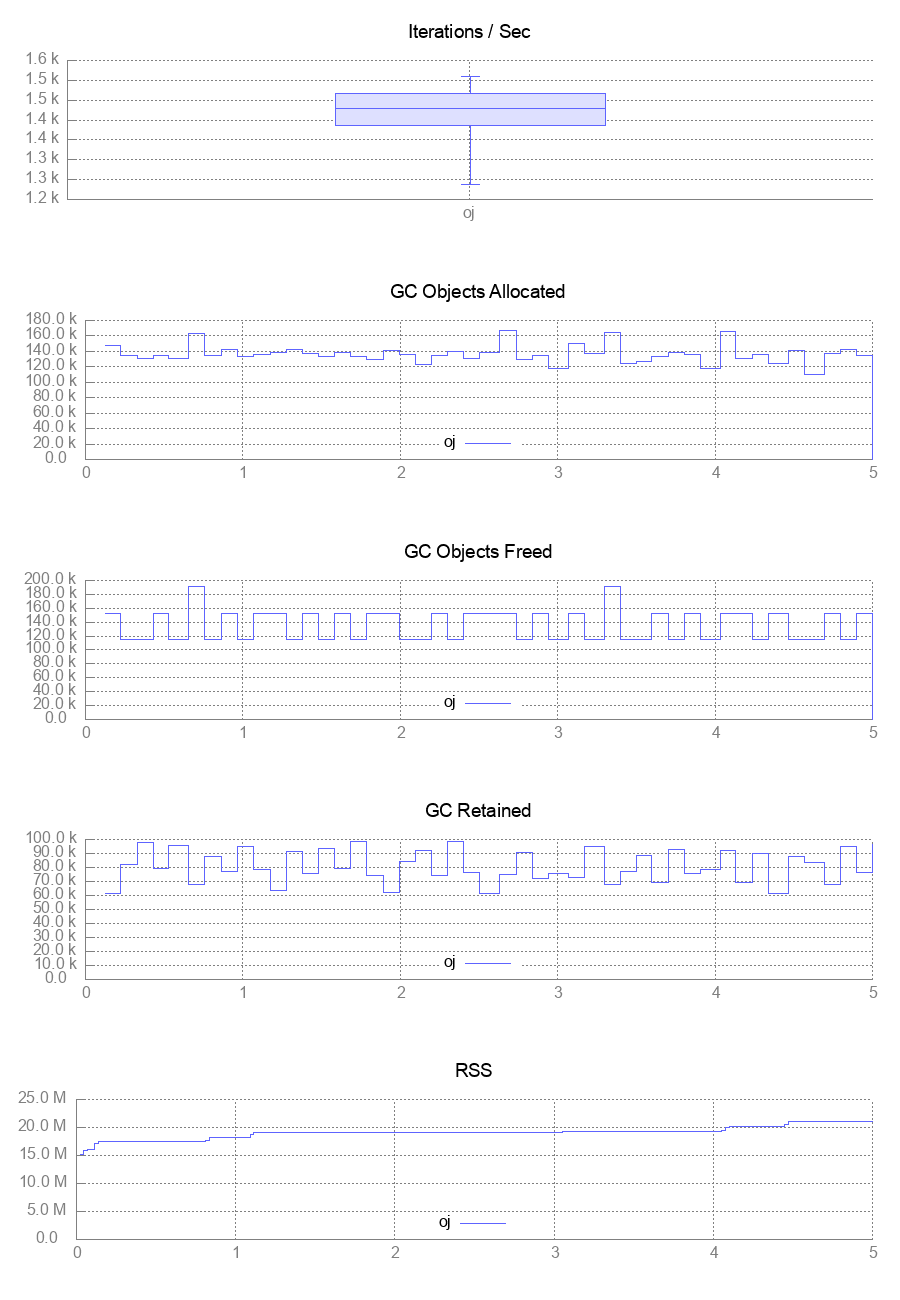 Iterations / Sec
1.6 k
1.5 k
1.5 k
1.4 k
1.4 k
1.3 k
1.3 k
1.2 k
oj
GC Objects Allocated
180.0 k
160.0 k
140.0 k
120.0 k
100.0 k
80.0 k
60.0 k
40.0 k
20.0 k
0.0
oj
0 1 2 3 4 5
GC Objects Freed
200.0 k
180.0 k
160.0 k
140.0 k
120.0 k
100.0 k
80.0 k
60.0 k
40.0 k
20.0 k
0.0
oj
0 1 2 3 4 5
GC Retained
100.0 k
90.0 k
80.0 k
70.0 k
60.0 k
50.0 k
40.0 k
30.0 k
20.0 k
10.0 k
0.0
oj
0 1 2 3 4 5
RSS
25.0 M
20.0 M
15.0 M
10.0 M
5.0 M
0.0
oj
0 1 2 3 4 5